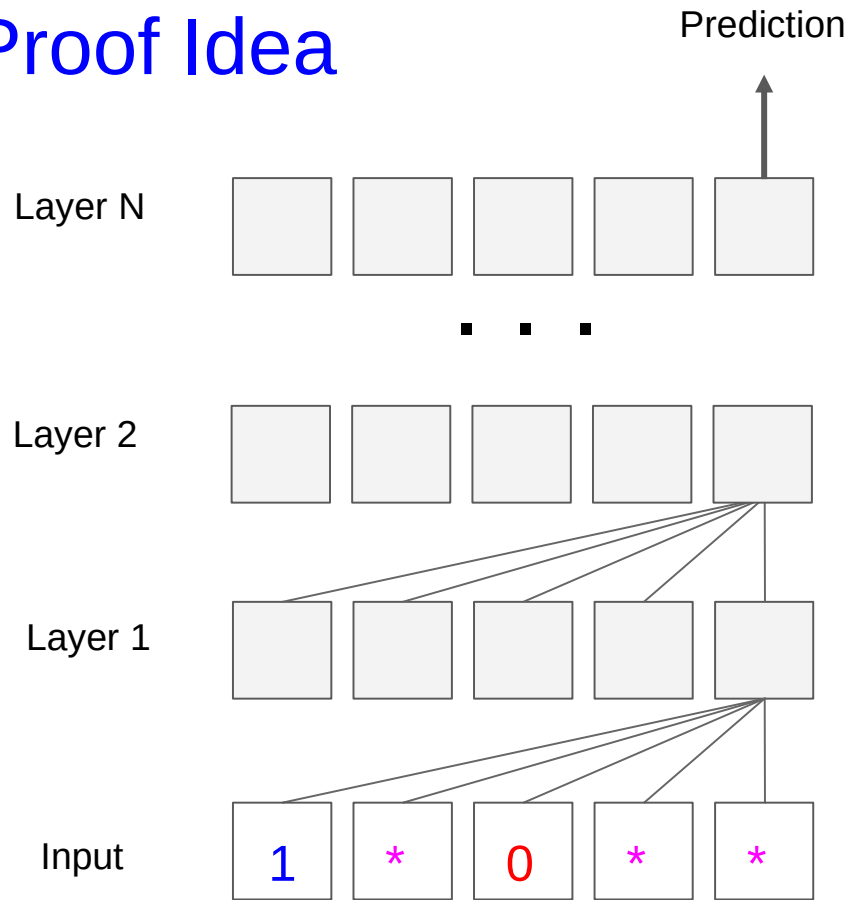 Proof Idea
Prediction
Layer N
. . .
Layer 2
Layer 1
Input 1 * 0 * *